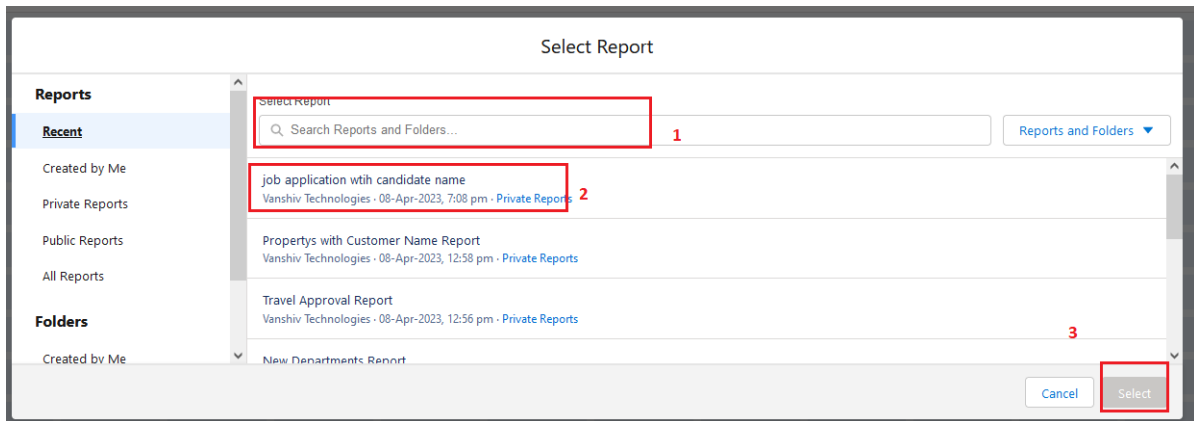 Select Report
Reports
Recent
Created by Me
Private Reports
Public Reports
All Reports
Folders
Created by Me
Select Report
Search Reports and Folders...
1
Reports and Folders
job application wtih candidate name
Vanshiv Technologies · 08-Apr-2023, 7:08 pm · Private Reports
2
Propertys with Customer Name Report
Vanshiv Technologies · 08-Apr-2023, 12:58 pm · Private Reports
Travel Approval Report
Vanshiv Technologies · 08-Apr-2023, 12:56 pm · Private Reports
New Departments Report
3
Cancel
Select